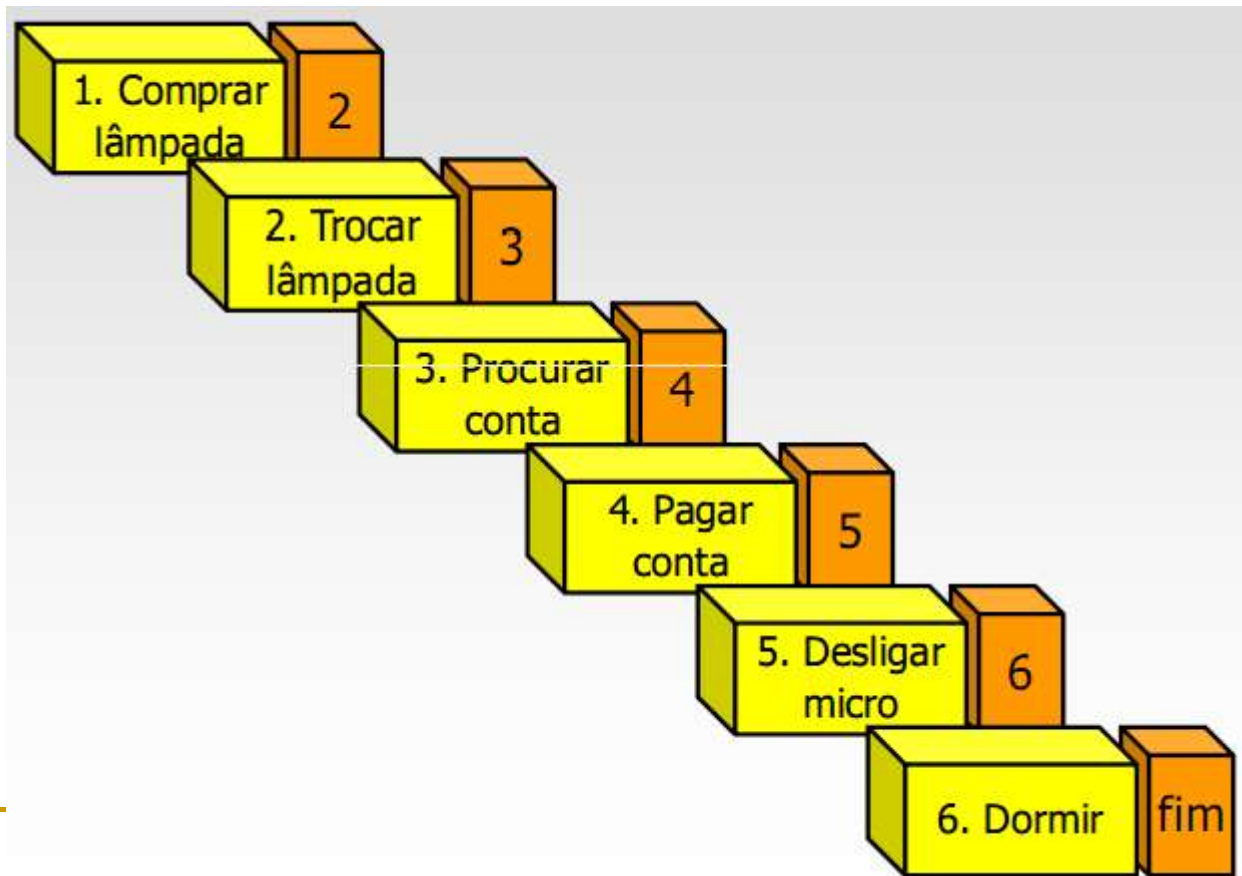 1. Comprar
lâmpada
2
2. Trocar
lâmpada
3
3. Procurar
conta
4
4. Pagar
conta
5
5. Desligar
micro
6
6. Dormir
fim